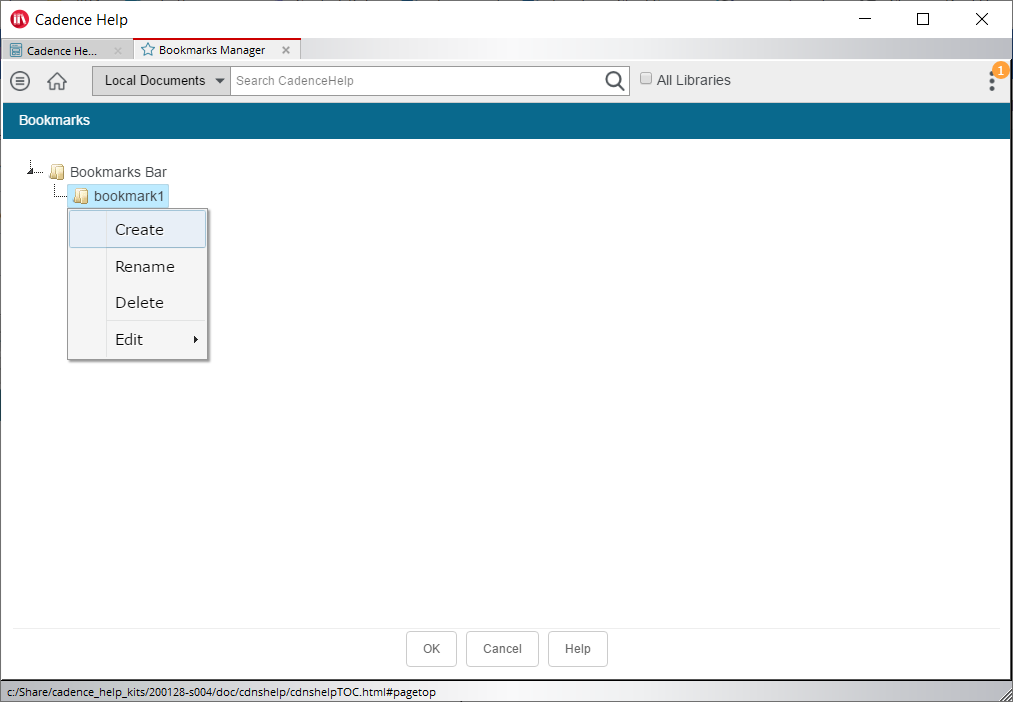 Cadence Help
Cadence He...
Bookmarks Manager
1
Local Documents
Search CadenceHelp
All Libraries
Bookmarks
Bookmarks Bar
bookmark1
Create
Rename
Delete
Edit
OK Cancel Help
c:/Share/cadence_help_kits/200128-s004/doc/cdnshelp/cdnshelpTOC.html#pagetop